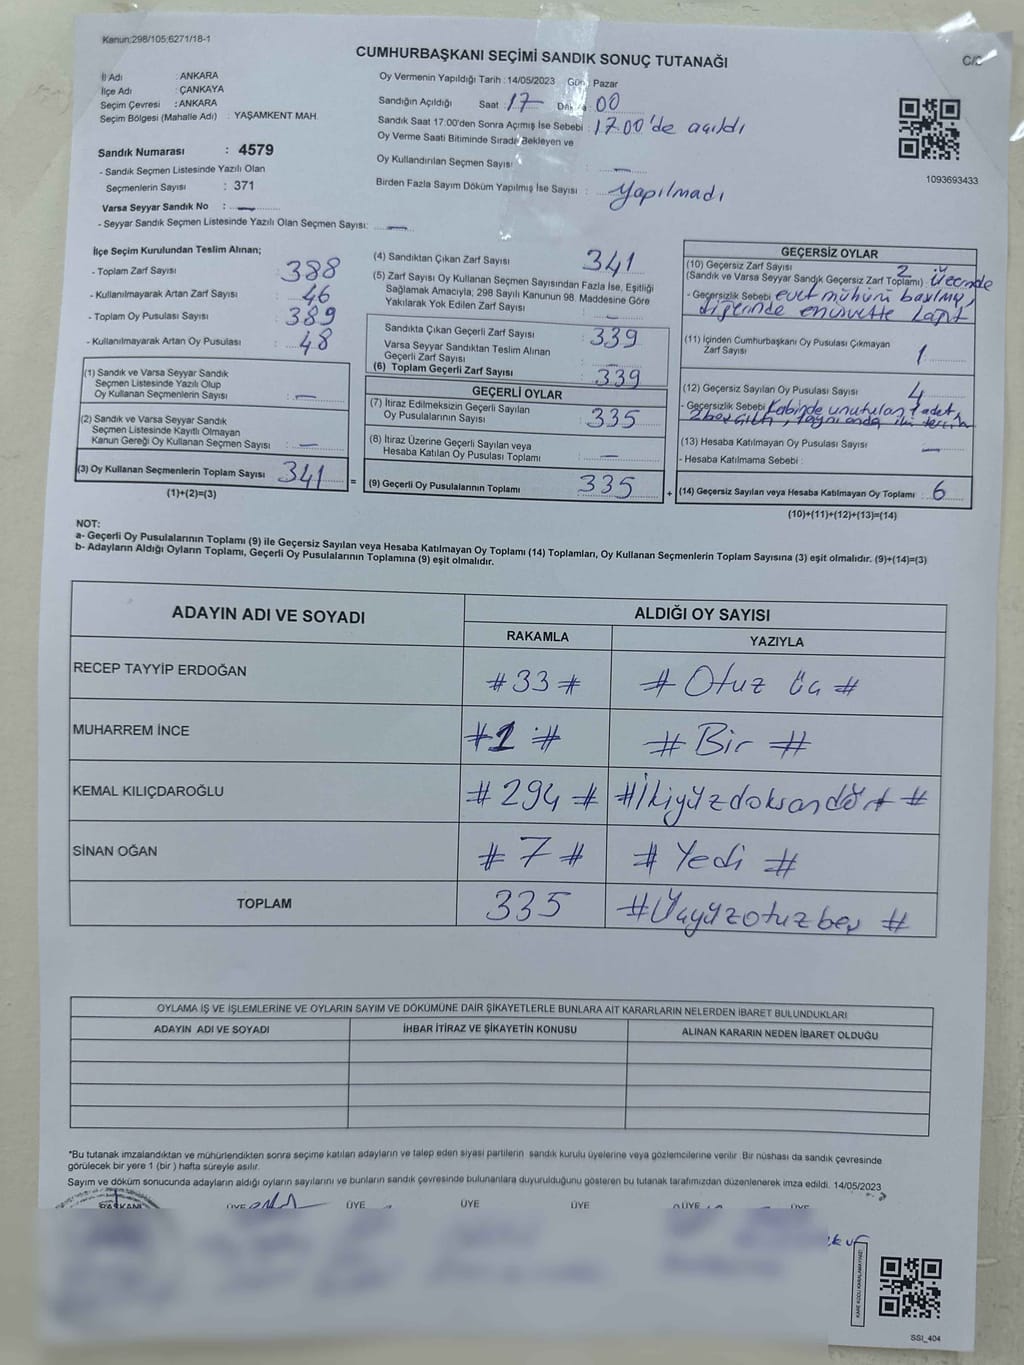 Kanun:298/105;6271/18-1
CUMHURBAŞKANI SEÇİMİ SANDIK SONUÇ TUTANAĞI
İl Adı : ANKARA
İlçe Adı : ÇANKAYA
Seçim Çevresi : ANKARA
Seçim Bölgesi (Mahalle Adı) : YAŞAMKENT MAH.
Sandık Numarası : 4579
- Sandık Seçmen Listesinde Yazılı Olan
Seçmenlerin Sayısı : 371
Varsa Seyyar Sandık No : —
- Seyyar Sandık Seçmen Listesinde Yazılı Olan Seçmen Sayısı: —
Oy Vermenin Yapıldığı Tarih : 14/05/2023 Gün : Pazar
Sandığın Açıldığı Saat : 17 00
Sandık Saat 17:00'den Sonra Açımış İse Sebebi : 17.00'de açıldı
Oy Verme Saati Bitiminde Sırada Bekleyen ve
Oy Kullandırılan Seçmen Sayısı —
Birden Fazla Sayım Döküm Yapılmış İse Sayısı : yapılmadı
1093693433
İlçe Seçim Kurulundan Teslim Alınan;
- Toplam Zarf Sayısı : 388
- Kullanılmayarak Artan Zarf Sayısı : 46
- Toplam Oy Pusulası Sayısı : 389
- Kullanılmayarak Artan Oy Pusulası : 48
(1) Sandık ve Varsa Seyyar Sandık
Seçmen Listesinde Yazılı Olup
Oy Kullanan Seçmenlerin Sayısı : —
(2) Sandık ve Varsa Seyyar Sandık
Seçmen Listesinde Kayıtlı Olmayan
Kanun Gereği Oy Kullanan Seçmen Sayısı : —
(3) Oy Kullanan Seçmenlerin Toplam Sayısı 341 =
(1)+(2)=(3)
(4) Sandıktan Çıkan Zarf Sayısı 341
(5) Zarf Sayısı Oy Kullanan Seçmen Sayısından Fazla İse, Eşitliği
Sağlamak Amacıyla; 298 Sayılı Kanunun 98. Maddesine Göre
Yakılarak Yok Edilen Zarf Sayısı : —
Sandıkta Çıkan Geçerli Zarf Sayısı : 339
Varsa Seyyar Sandıktan Teslim Alınan
Geçerli Zarf Sayısı : —
(6) Toplam Geçerli Zarf Sayısı : 339
GEÇERLİ OYLAR
(7) İtiraz Edilmeksizin Geçerli Sayılan
Oy Pusulalarının Sayısı : 335
(8) İtiraz Üzerine Geçerli Sayılan veya
Hesaba Katılan Oy Pusulası Toplamı : —
(9) Geçerli Oy Pusulalarının Toplamı : 335 +
GEÇERSİZ OYLAR
(10) Geçersiz Zarf Sayısı 2
(Sandık ve Varsa Seyyar Sandık Geçersiz Zarf Toplamı) : Üzerinde
- Geçersizlik Sebebi evet mühürü basılmış,
diğerinde
(11) İçinden Cumhurbaşkanı Oy Pusulası Çıkmayan
Zarf Sayısı 1
(12) Geçersiz Sayılan Oy Pusulası Sayısı 4
- Geçersizlik Sebebi Kabinde unutulan 1 adet,
(13) Hesaba Katılmayan Oy Pusulası Sayısı —
- Hesaba Katılmama Sebebi :
(14) Geçersiz Sayılan veya Hesaba Katılmayan Oy Toplamı : 6
(10)+(11)+(12)+(13)=(14)
NOT:
a- Geçerli Oy Pusulalarının Toplamı (9) ile Geçersiz Sayılan veya Hesaba Katılmayan Oy Toplamı (14) Toplamları, Oy Kullanan Seçmenlerin Toplam Sayısına (3) eşit olmalıdır. (9)+(14)=(3)
b- Adayların Aldığı Oyların Toplamı, Geçerli Oy Pusulalarının Toplamına (9) eşit olmalıdır.
ADAYIN ADI VE SOYADI ALDIĞI OY SAYISI
RAKAMLA YAZIYLA
RECEP TAYYİP ERDOĞAN #33# # Otuz üç #
MUHARREM İNCE #1# # Bir #
KEMAL KILIÇDAROĞLU #294# #İkiyüzdoksandört #
SİNAN OĞAN #7# # Yedi #
TOPLAM 335 #Üçyüzotuzbeş #
OYLAMA İŞ VE İŞLEMLERİNE VE OYLARIN SAYIM VE DÖKÜMÜNE DAİR ŞİKAYETLERLE BUNLARA AİT KARARLARIN NELERDEN İBARET BULUNDUKLARI
ADAYIN ADI VE SOYADI İHBAR İTİRAZ VE ŞİKAYETİN KONUSU ALINAN KARARIN NEDEN İBARET OLDUĞU
*Bu tutanak imzalandıktan ve mühürlendikten sonra seçime katılan adayların ve talep eden siyasi partilerin sandık kurulu üyelerine veya gözlemcilerine verilir. Bir nüshası da sandık çevresinde
görülecek bir yere 1 (bir ) hafta süreyle asılır.
Sayım ve döküm sonucunda adayların aldığı oyların sayılarını ve bunların sandık çevresinde bulunanlara duyurulduğunu gösteren bu tutanak tarafımızdan düzenlenerek imza edildi. 14/05/2023
BAŞKAN ÜYE ÜYE ÜYE ÜYE ÜYE ÜYE
KARE KODU KARALAMAYINIZ!
SSI_404